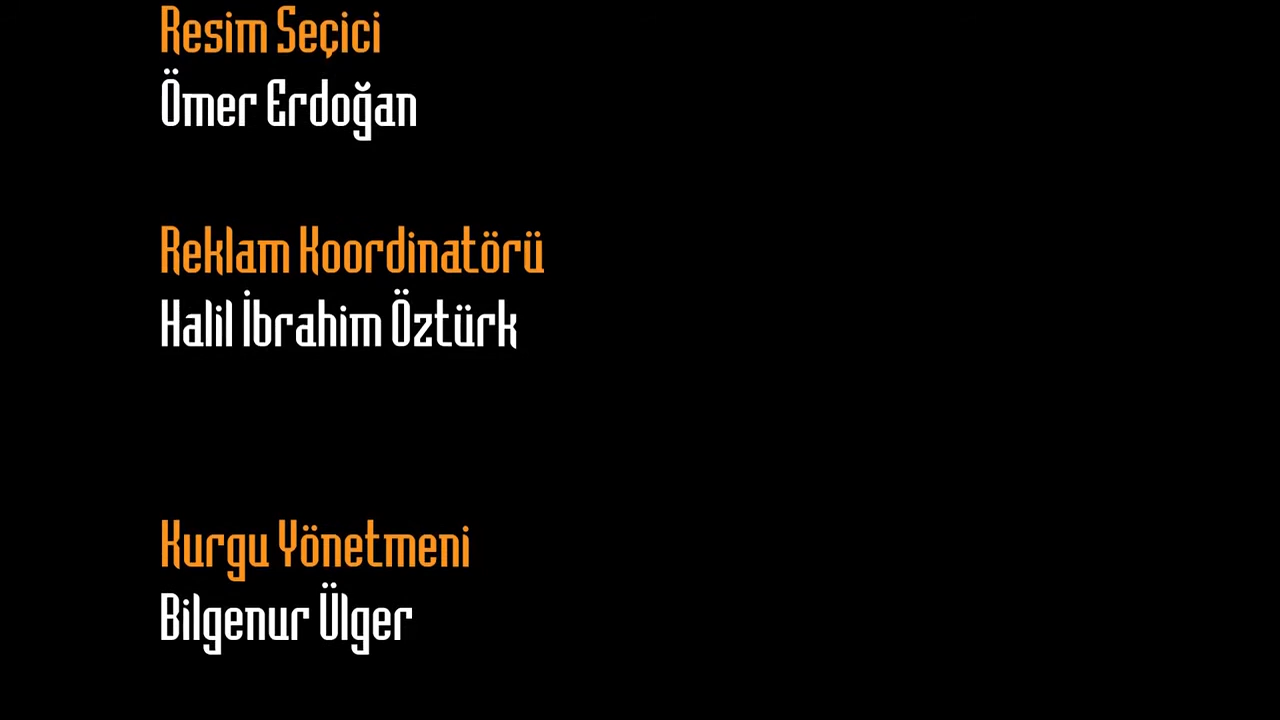 Resim Seçici
Ömer Erdoğan
Reklam Koordinatörü
Halil İbrahim Öztürk
Kurgu Yönetmeni
Bilgenur Ülger